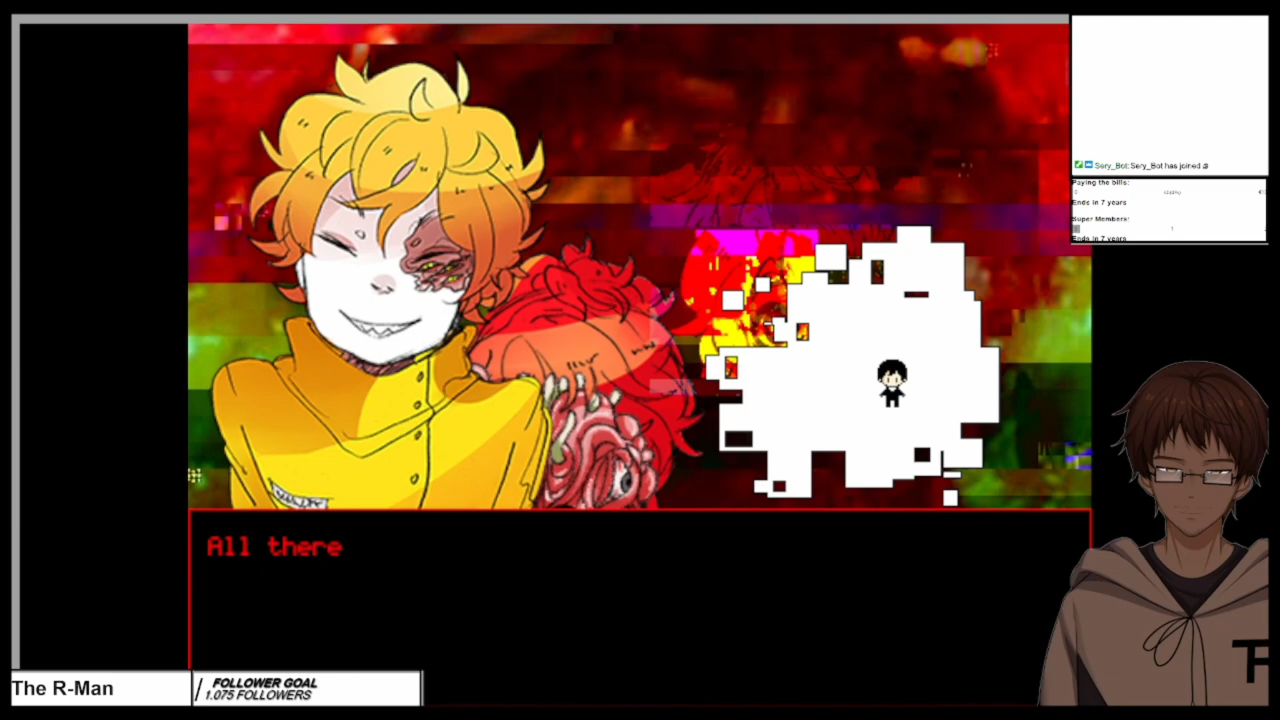 Sery_Bot: Sery_Bot has joined
Paying the bills:
Ends in 7 years
Super Members:
1
Ends in 7 years
All there
The R-Man
/ FOLLOWER GOAL
1.075 FOLLOWERS